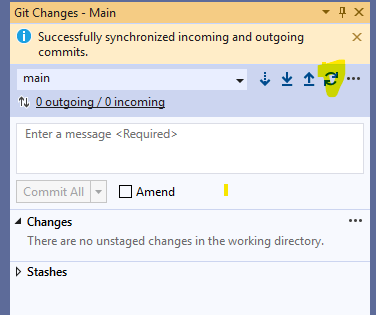 Git Changes - Main
Successfully synchronized incoming and outgoing
commits.
main
0 outgoing / 0 incoming
Enter a message <Required>
Commit All
Amend
Changes
There are no unstaged changes in the working directory.
Stashes